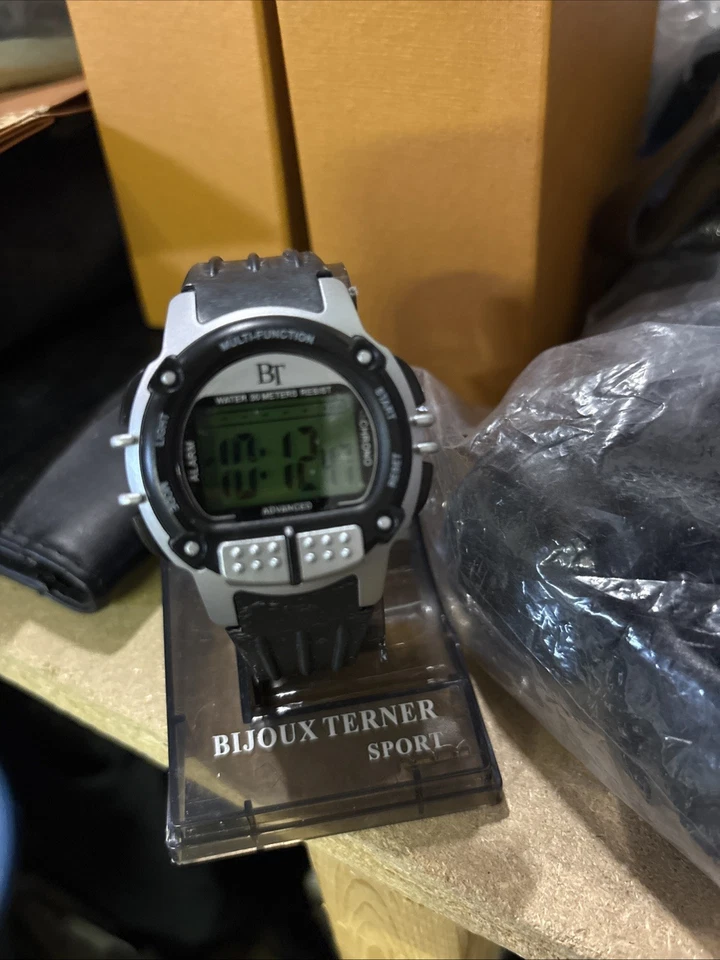 MULTI-FUNCTION
BT
WATER 30 METERS RESIST
LIGHT
START
ALARM
CHRONO
10:12
MODE
RESET
ADVANCED
BIJOUX TERNER
SPORT